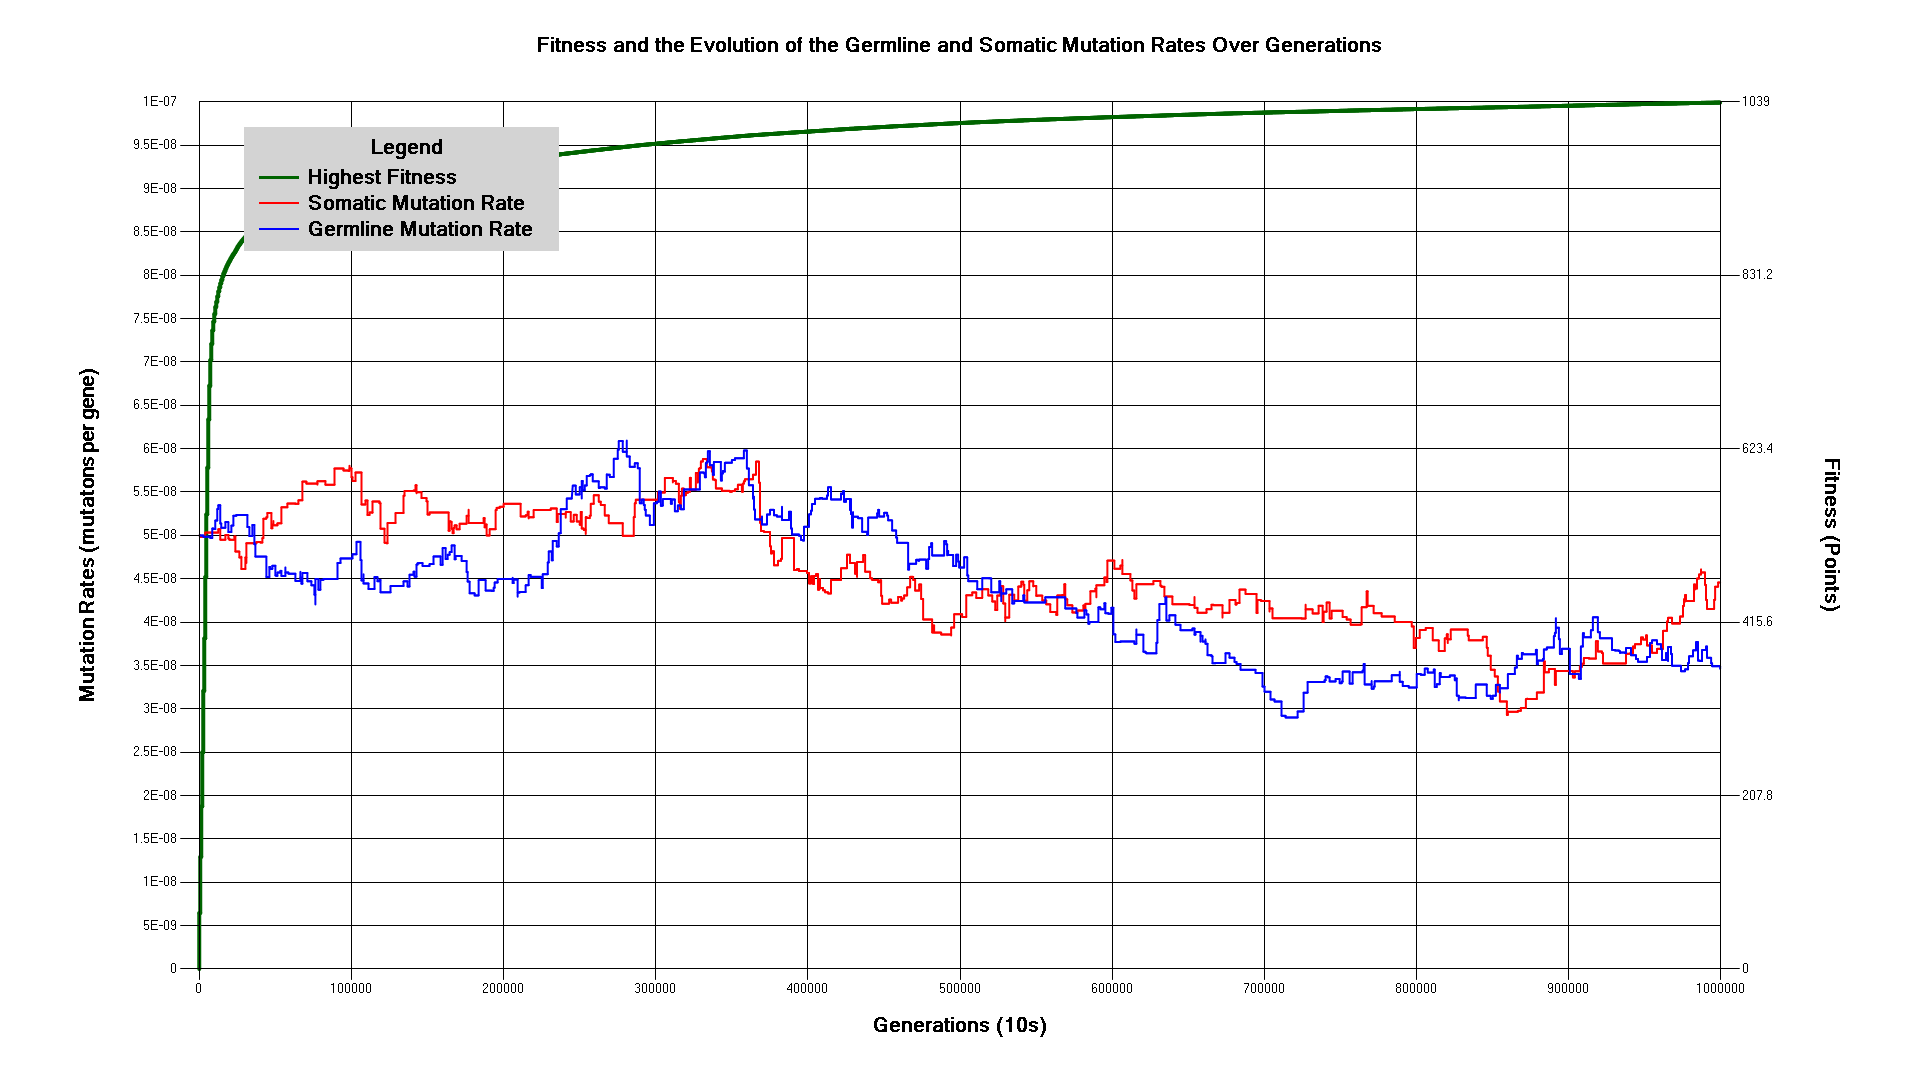 Fitness and the Evolution of the Germline and Somatic Mutation Rates Over Generations
Legend
Highest Fitness
Somatic Mutation Rate
Germline Mutation Rate
Mutation Rates (mutatons per gene)
1E-07
9.5E-08
9E-08
8.5E-08
8E-08
7.5E-08
7E-08
6.5E-08
6E-08
5.5E-08
5E-08
4.5E-08
4E-08
3.5E-08
3E-08
2.5E-08
2E-08
1.5E-08
1E-08
5E-09
0
1039
831.2
623.4
415.6
207.8
0
Fitness (Points)
0 100000 200000 300000 400000 500000 600000 700000 800000 900000 1000000
Generations (10s)